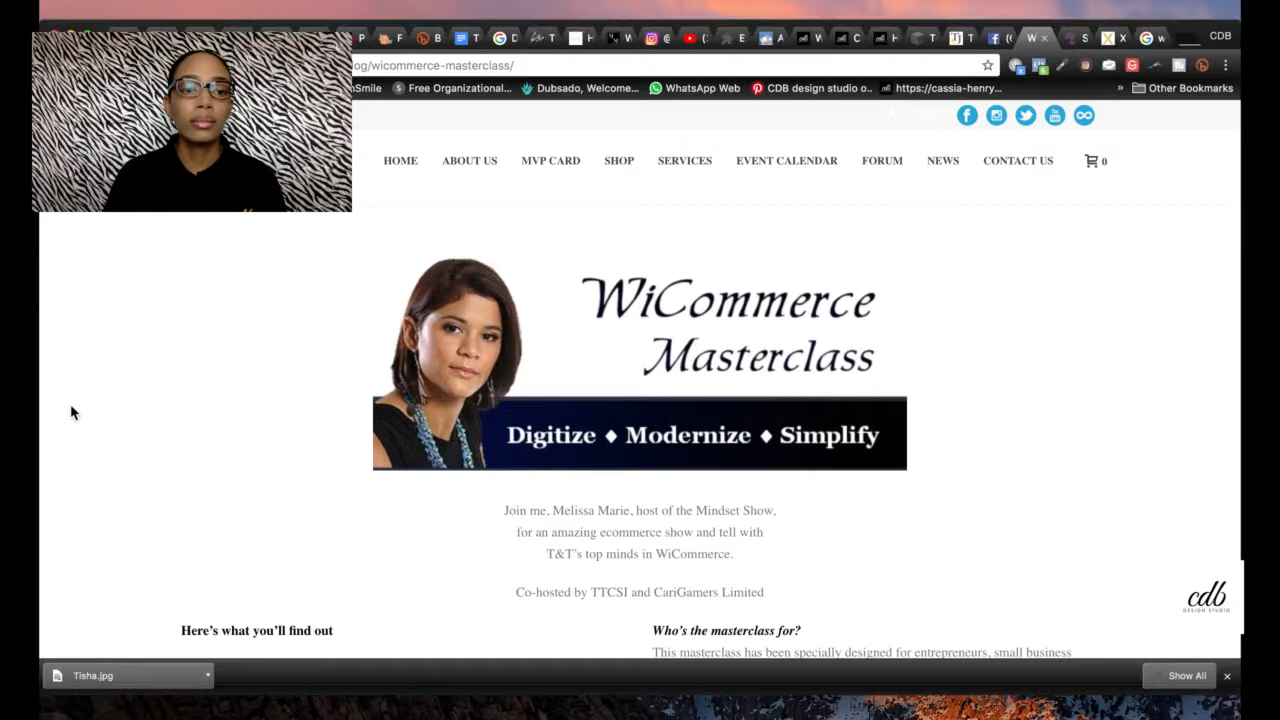 P
F
B
T
D
T
H
W
@
(:
E
A
W
C
H
T
T
(
W
S
X
w
CDB
og/wicommerce-masterclass/
nSmile
Free Organizational...
Dubsado, Welcome...
WhatsApp Web
CDB design studio o..
https://cassia-henry...
»
Other Bookmarks
HOME
ABOUT US
MVP CARD
SHOP
SERVICES
EVENT CALENDAR
FORUM
NEWS
CONTACT US
0
WiCommerce
Masterclass
Digitize ♦ Modernize ♦ Simplify
Join me, Melissa Marie, host of the Mindset Show,
for an amazing ecommerce show and tell with
T&T's top minds in WiCommerce.
Co-hosted by TTCSI and CariGamers Limited
cdb
DESIGN STUDIO
Here's what you'll find out
Who's the masterclass for?
This masterclass has been specially designed for entrepreneurs, small business
Tisha.jpg
Show All